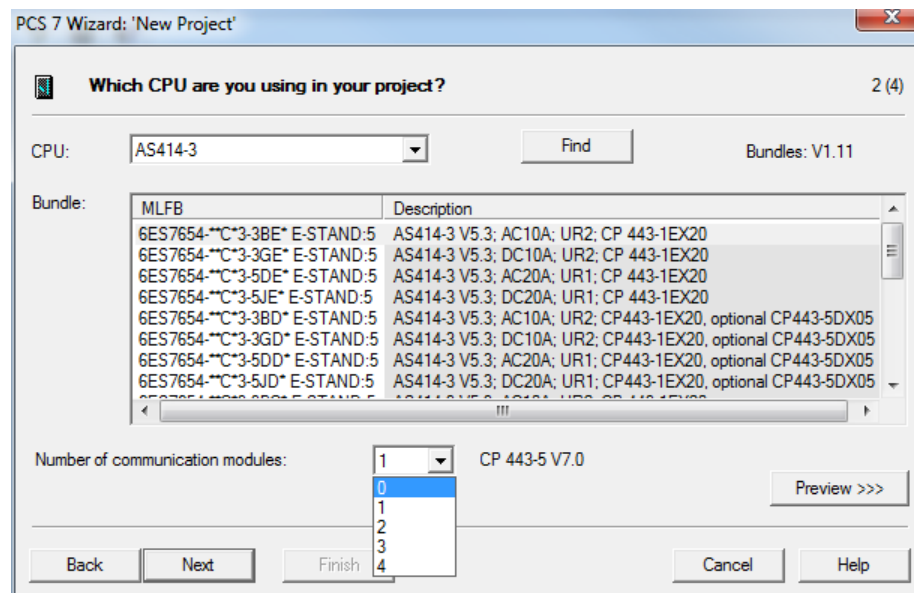 PCS 7 Wizard: 'New Project'
Which CPU are you using in your project? 2 (4)
CPU: AS414-3 Find Bundles: V1.11
Bundle: MLFB Description
6ES7654-**C*3-3BE* E-STAND:5 AS414-3 V5.3; AC10A; UR2; CP 443-1EX20
6ES7654-**C*3-3GE* E-STAND:5 AS414-3 V5.3; DC10A; UR2; CP 443-1EX20
6ES7654-**C*3-5DE* E-STAND:5 AS414-3 V5.3; AC20A; UR1; CP 443-1EX20
6ES7654-**C*3-5JE* E-STAND:5 AS414-3 V5.3; DC20A; UR1; CP 443-1EX20
6ES7654-**C*3-3BD* E-STAND:5 AS414-3 V5.3; AC10A; UR2; CP443-1EX20, optional CP443-5DX05
6ES7654-**C*3-3GD* E-STAND:5 AS414-3 V5.3; DC10A; UR2; CP443-1EX20, optional CP443-5DX05
6ES7654-**C*3-5DD* E-STAND:5 AS414-3 V5.3; AC20A; UR1; CP443-1EX20, optional CP443-5DX05
6ES7654-**C*3-5JD* E-STAND:5 AS414-3 V5.3; DC20A; UR1; CP443-1EX20, optional CP443-5DX05
Number of communication modules: 1 CP 443-5 V7.0
0
Preview >>>
1
2
3
4
Back Next Finish Cancel Help